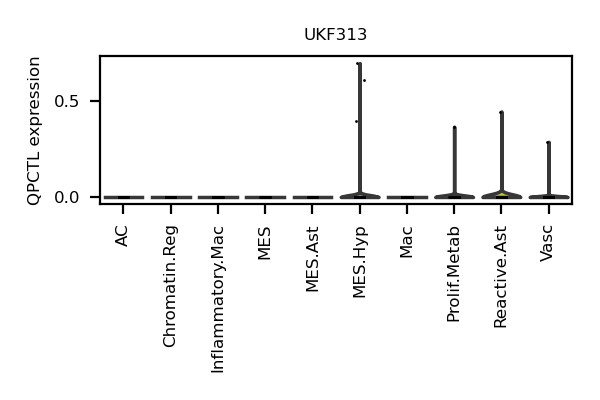 UKF313
QPCTL expression
0.5
0.0
AC
Chromatin.Reg
Inflammatory.Mac
MES
MES.Ast
MES.Hyp
Mac
Prolif.Metab
Reactive.Ast
Vasc